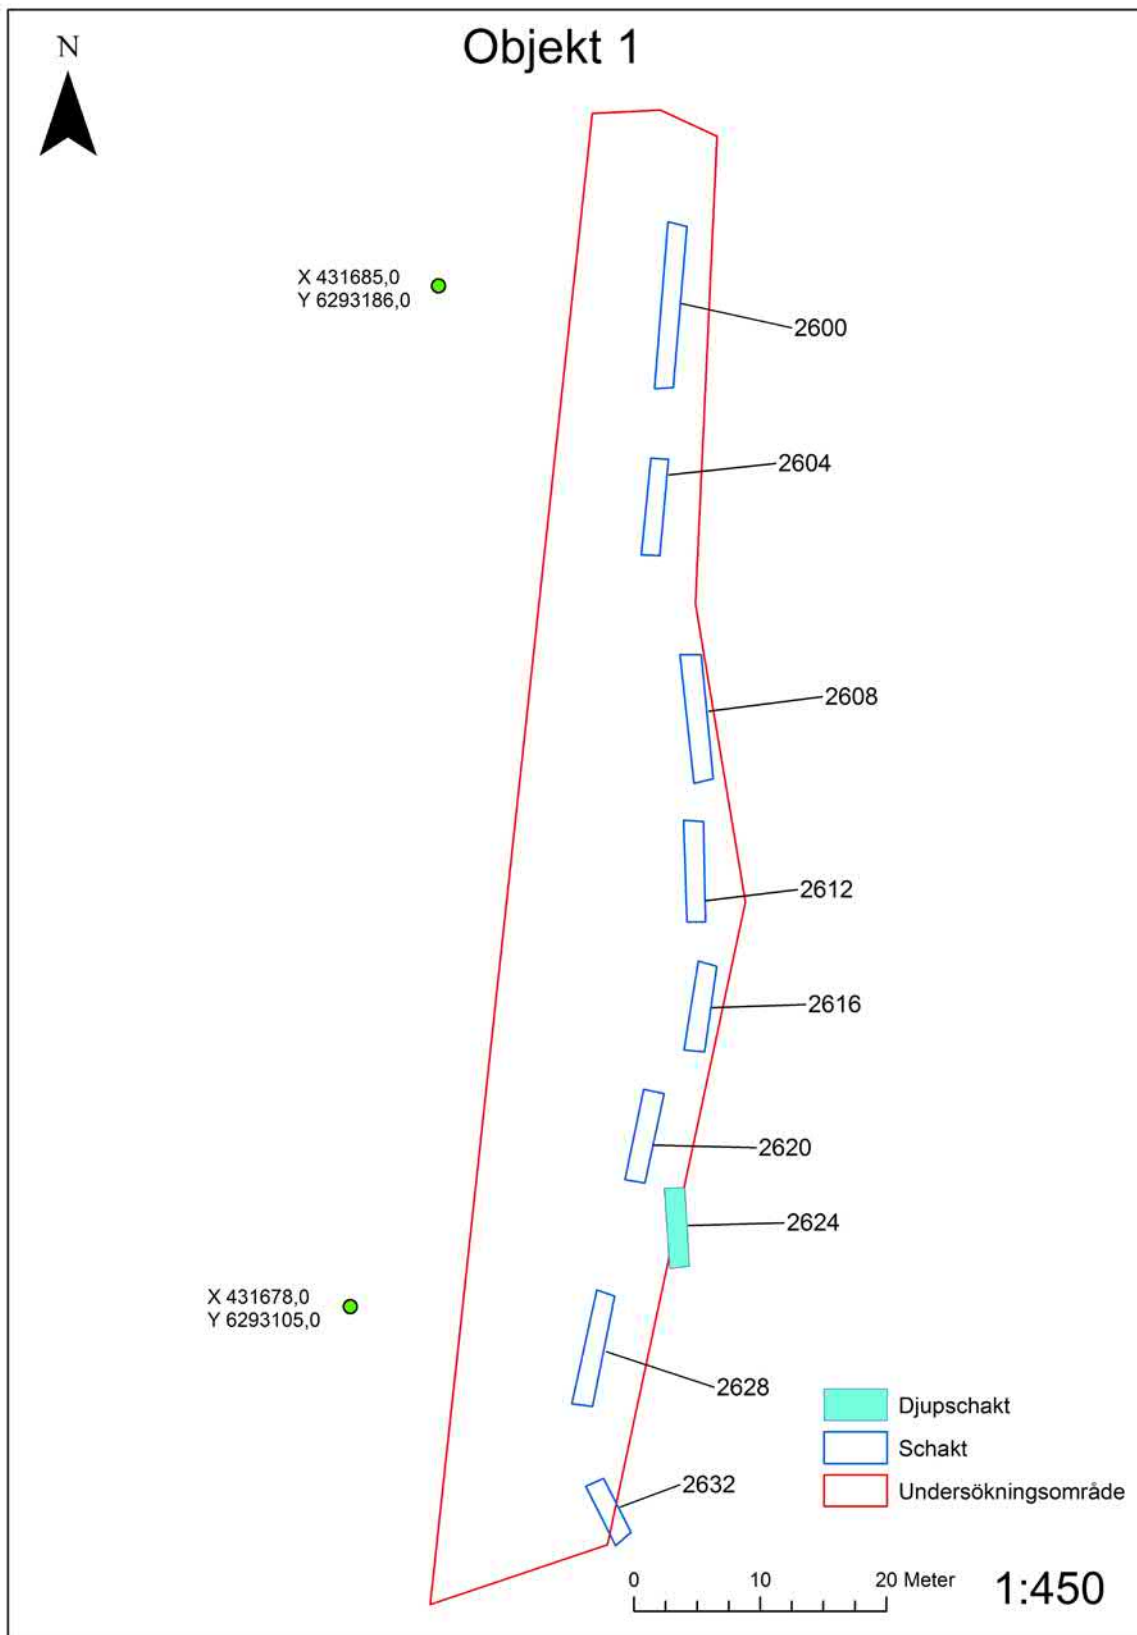 N
Objekt 1
X 431685,0
Y 6293186,0
2600
2604
2608
2612
2616
2620
2624
X 431678,0
Y 6293105,0
2628
2632
Djupschakt
Schakt
Undersökningsområde
0 10 20 Meter
1:450